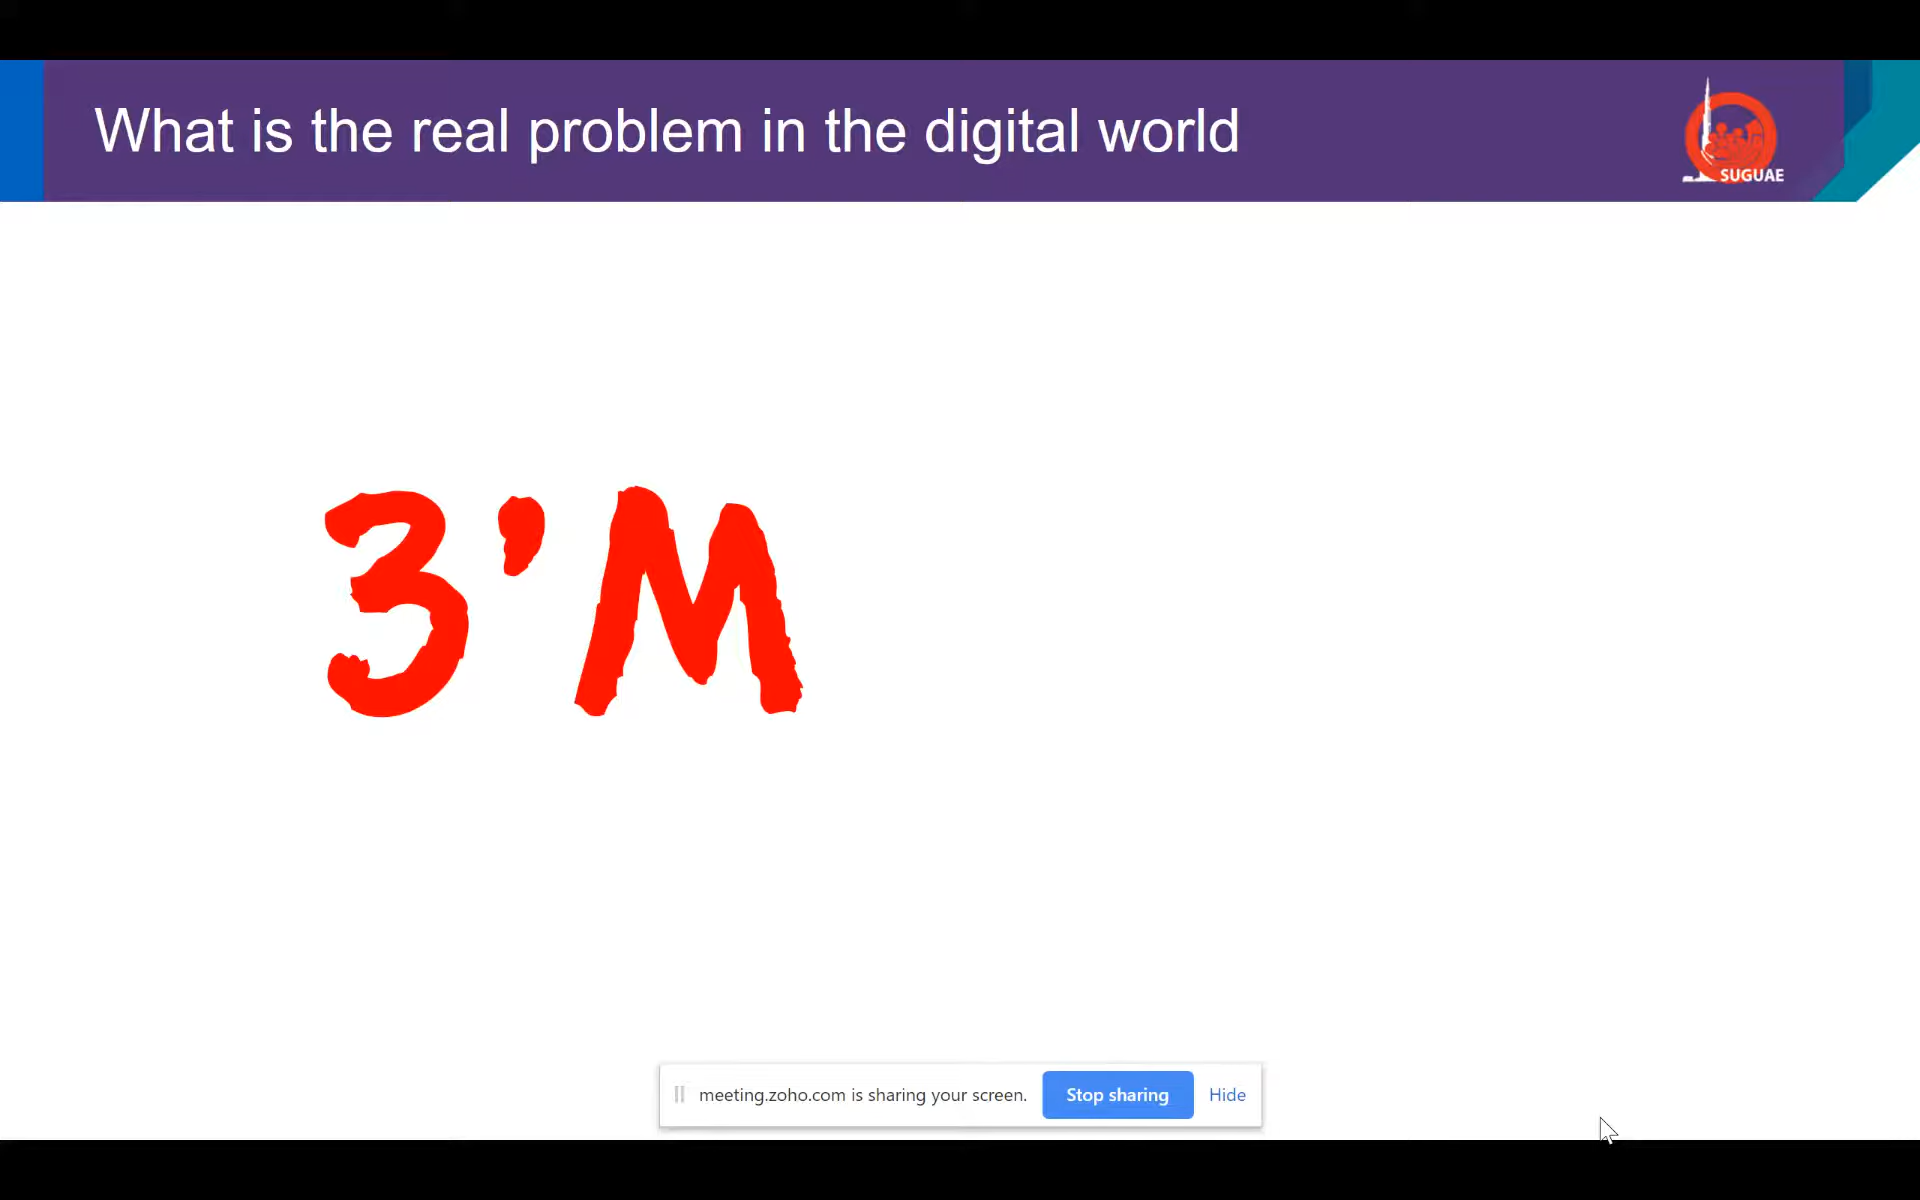 What is the real problem in the digital world
SUGUAE
3'M
meeting.zoho.com is sharing your screen.
Stop sharing
Hide